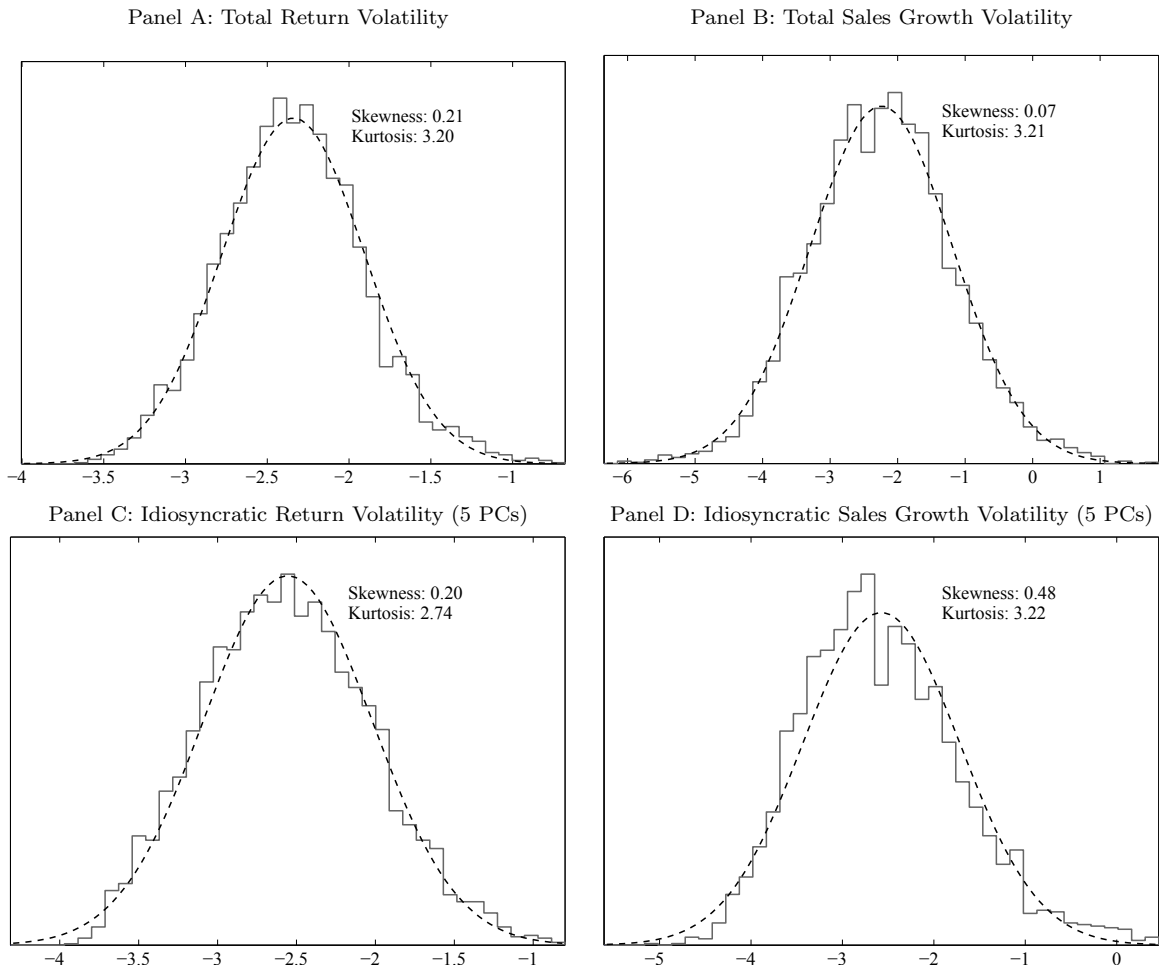 Panel A: Total Return Volatility
Skewness: 0.21
Kurtosis: 3.20
−4 −3.5 −3 −2.5 −2 −1.5 −1
Panel B: Total Sales Growth Volatility
Skewness: 0.07
Kurtosis: 3.21
−6 −5 −4 −3 −2 −1 0 1
Panel C: Idiosyncratic Return Volatility (5 PCs)
Skewness: 0.20
Kurtosis: 2.74
−4 −3.5 −3 −2.5 −2 −1.5 −1
Panel D: Idiosyncratic Sales Growth Volatility (5 PCs)
Skewness: 0.48
Kurtosis: 3.22
−5 −4 −3 −2 −1 0